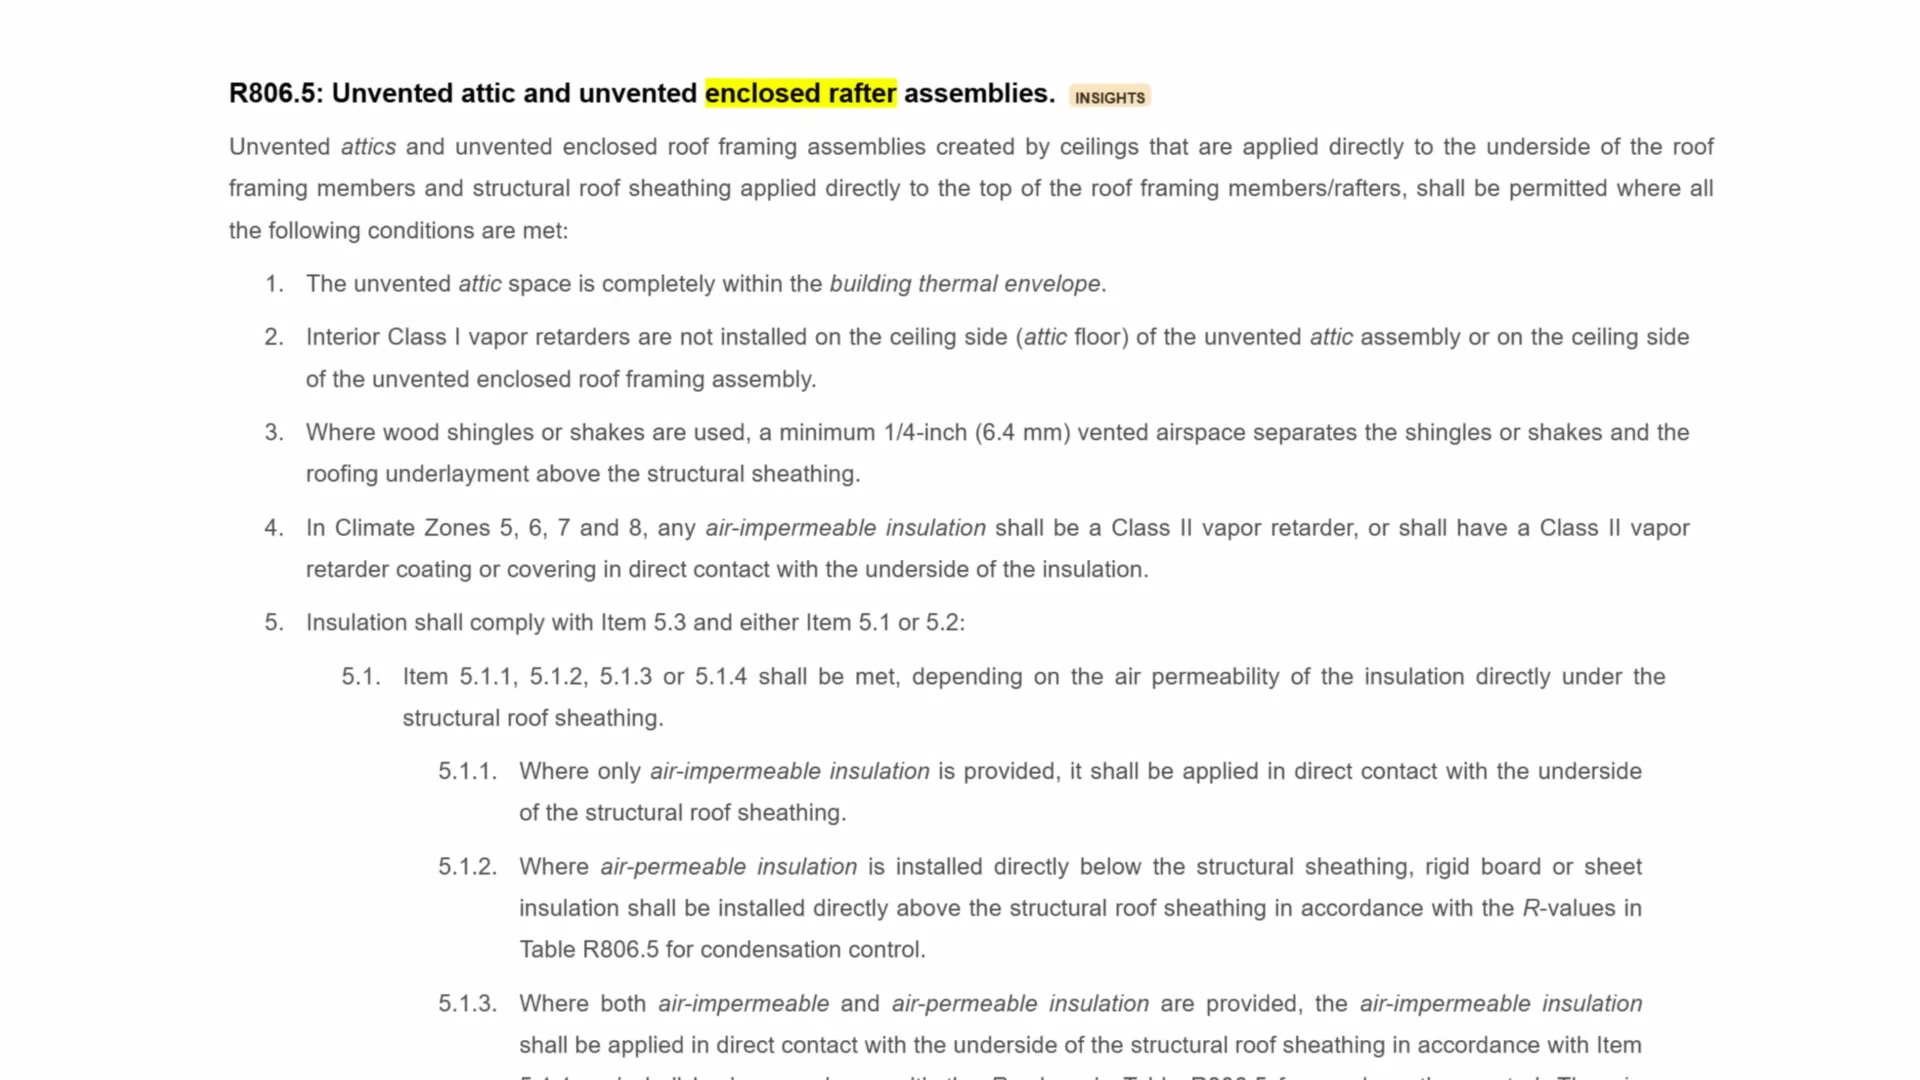 R806.5: Unvented attic and unvented enclosed rafter assemblies. INSIGHTS
Unvented attics and unvented enclosed roof framing assemblies created by ceilings that are applied directly to the underside of the roof
framing members and structural roof sheathing applied directly to the top of the roof framing members/rafters, shall be permitted where all
the following conditions are met:
1. The unvented attic space is completely within the building thermal envelope.
2. Interior Class I vapor retarders are not installed on the ceiling side (attic floor) of the unvented attic assembly or on the ceiling side
of the unvented enclosed roof framing assembly.
3. Where wood shingles or shakes are used, a minimum 1/4-inch (6.4 mm) vented airspace separates the shingles or shakes and the
roofing underlayment above the structural sheathing.
4. In Climate Zones 5, 6, 7 and 8, any air-impermeable insulation shall be a Class II vapor retarder, or shall have a Class II vapor
retarder coating or covering in direct contact with the underside of the insulation.
5. Insulation shall comply with Item 5.3 and either Item 5.1 or 5.2:
5.1. Item 5.1.1, 5.1.2, 5.1.3 or 5.1.4 shall be met, depending on the air permeability of the insulation directly under the
structural roof sheathing.
5.1.1. Where only air-impermeable insulation is provided, it shall be applied in direct contact with the underside
of the structural roof sheathing.
5.1.2. Where air-permeable insulation is installed directly below the structural sheathing, rigid board or sheet
insulation shall be installed directly above the structural roof sheathing in accordance with the R-values in
Table R806.5 for condensation control.
5.1.3. Where both air-impermeable and air-permeable insulation are provided, the air-impermeable insulation
shall be applied in direct contact with the underside of the structural roof sheathing in accordance with Item